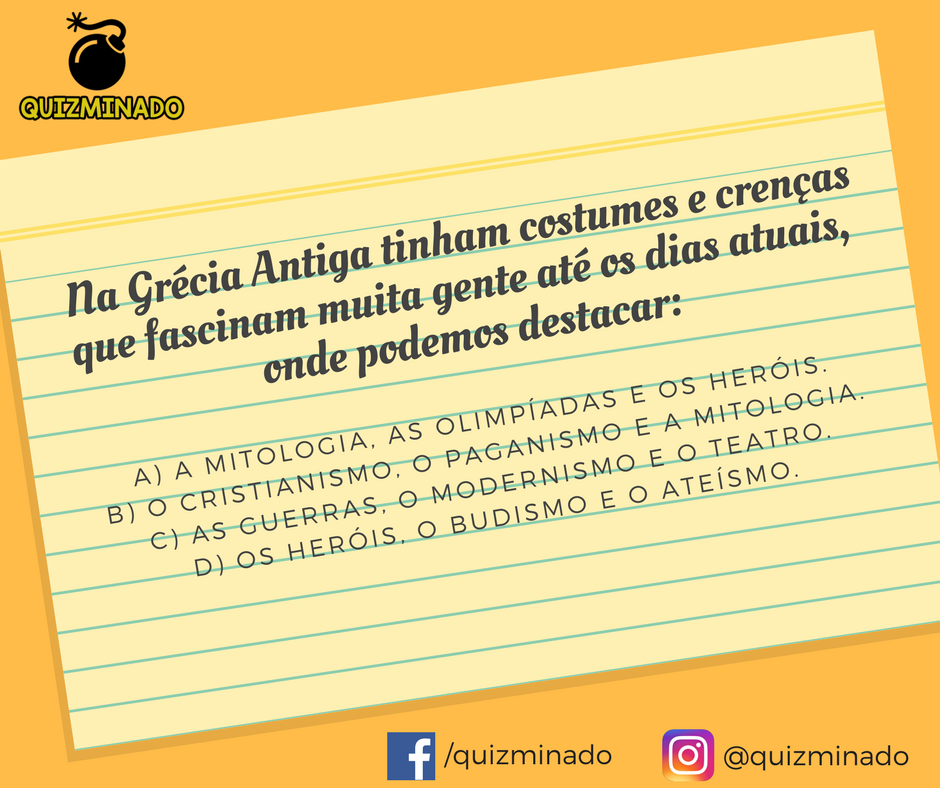 QUIZMINADO
Na Grécia Antiga tinham costumes e crenças
que fascinam muita gente até os dias atuais,
onde podemos destacar:
A) A MITOLOGIA, AS OLIMPÍADAS E OS HERÓIS.
B) O CRISTIANISMO, O PAGANISMO E A MITOLOGIA.
C) AS GUERRAS, O MODERNISMO E O TEATRO.
D) OS HERÓIS, O BUDISMO E O ATEÍSMO.
/quizminado
@quizminado